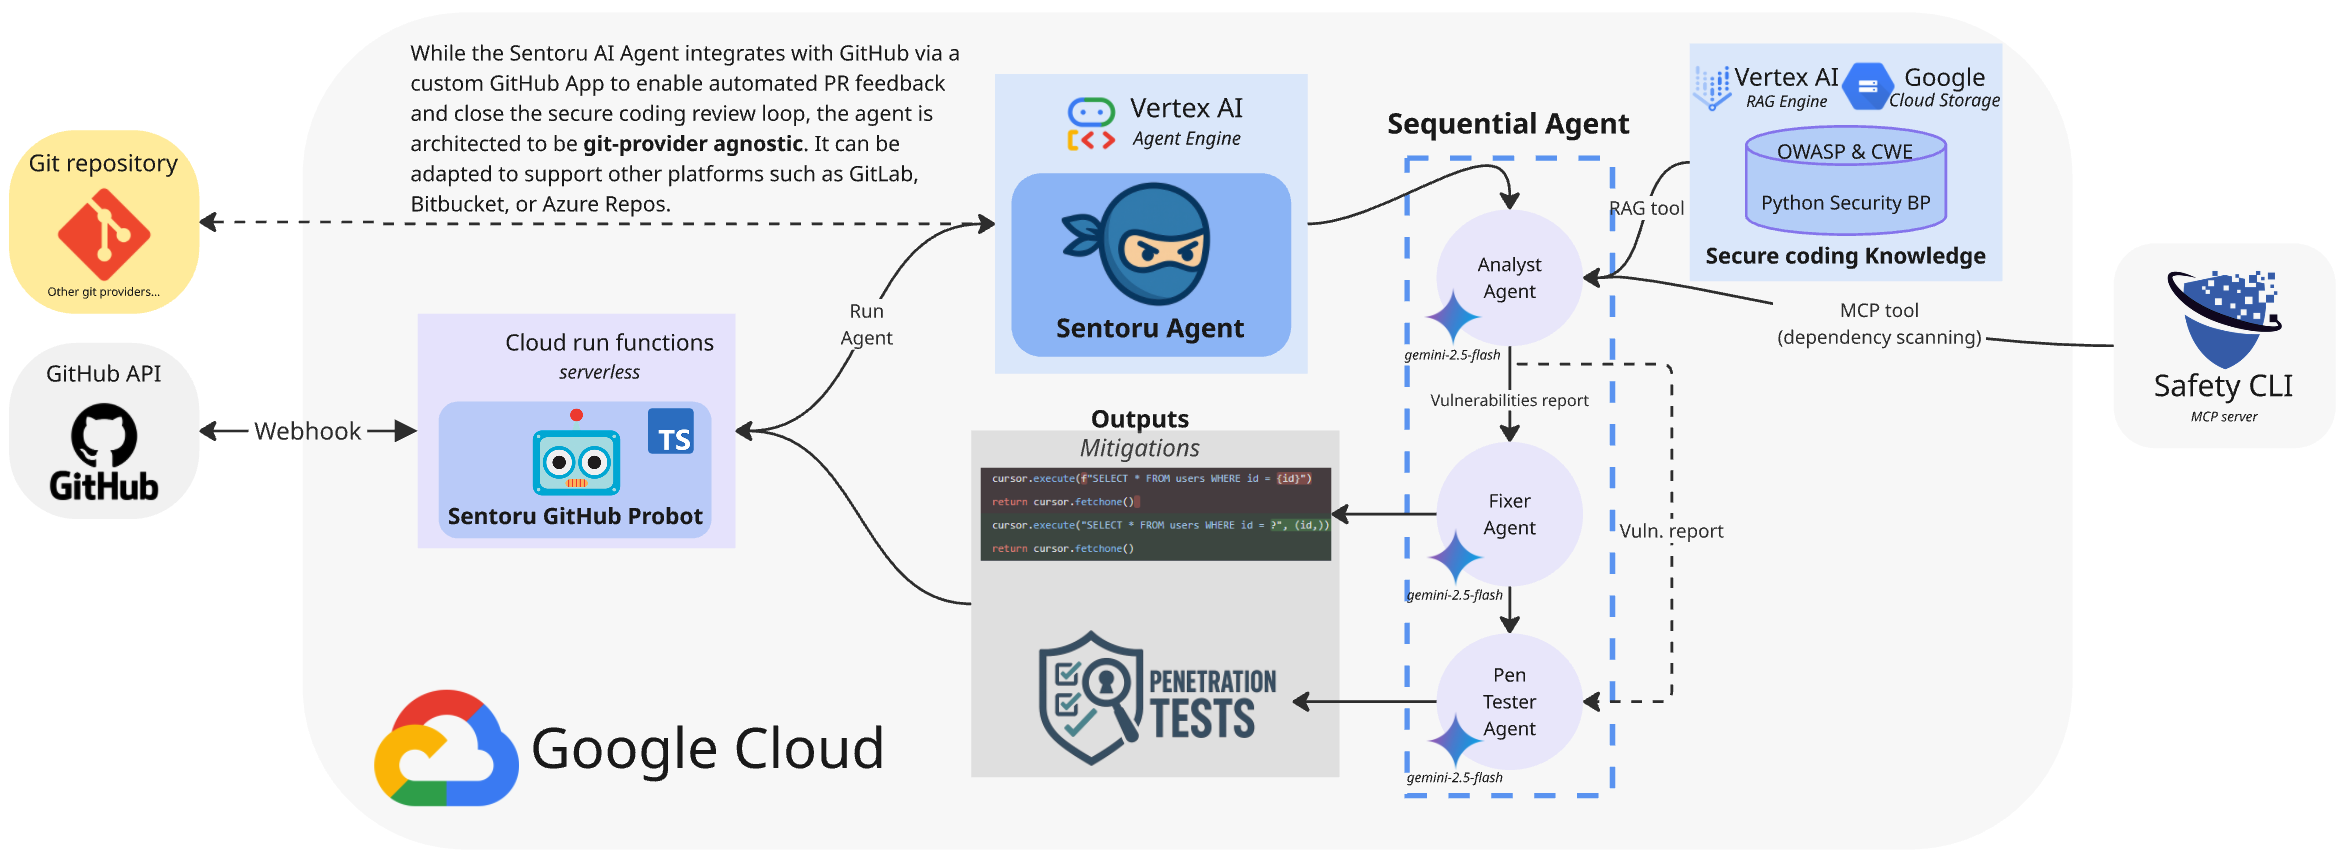 While the Sentoru AI Agent integrates with GitHub via a
custom GitHub App to enable automated PR feedback
and close the secure coding review loop, the agent is
architected to be git-provider agnostic. It can be
adapted to support other platforms such as GitLab,
Bitbucket, or Azure Repos.
Git repository
Other git providers...
GitHub API
GitHub
Webhook
Cloud run functions
serverless
TS
Sentoru GitHub Probot
Run
Agent
Vertex AI
Agent Engine
Sentoru Agent
Outputs
Mitigations
cursor.execute(f"SELECT * FROM users WHERE id = {id}")
return cursor.fetchone()
cursor.execute("SELECT * FROM users WHERE id = ?", (id,))
return cursor.fetchone()
PENETRATION
TESTS
Sequential Agent
Analyst
Agent
gemini-2.5-flash
Vulnerabilities report
Fixer
Agent
gemini-2.5-flash
Pen
Tester
Agent
gemini-2.5-flash
Vuln. report
RAG tool
Vertex AI
RAG Engine
Google
Cloud Storage
OWASP & CWE
Python Security BP
Secure coding Knowledge
MCP tool
(dependency scanning)
Safety CLI
MCP server
Google Cloud